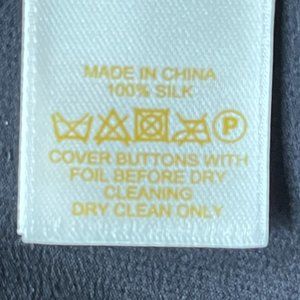 MADE IN CHINA
100% SILK
P
COVER BUTTONS WITH
FOIL BEFORE DRY
CLEANING
DRY CLEAN ONLY